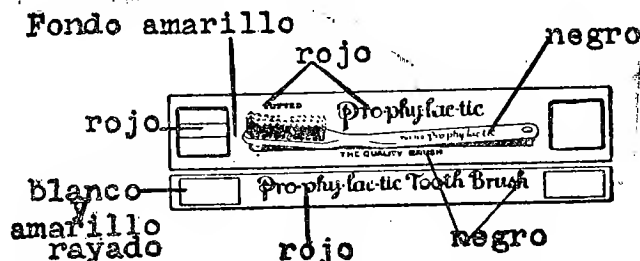 Fondo amarillo
rojo
negro
rojo
TUFTED
Pro-phy-lac-tic
THE QUALITY BRUSH
blanco
y
amarillo
rayado
Pro-phy-lac-tic Tooth Brush
rojo
negro